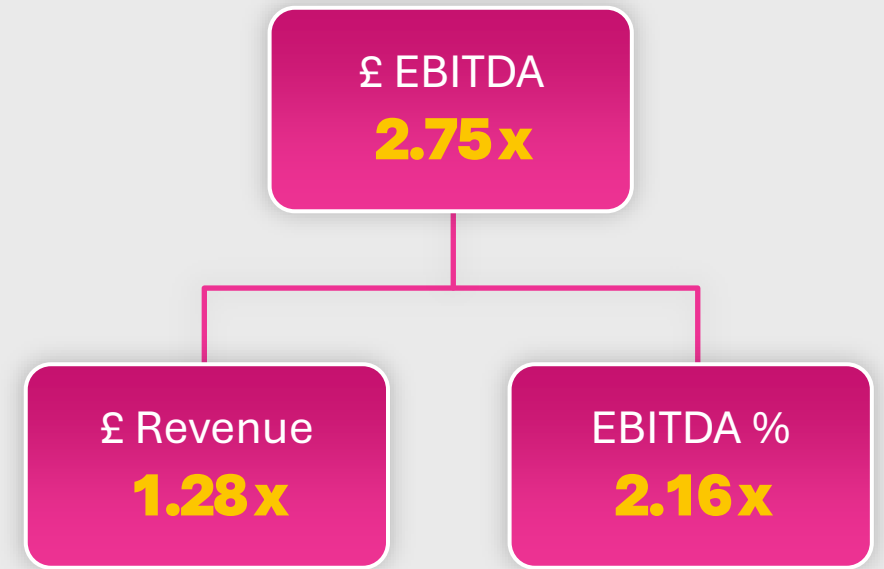 £ EBITDA
2.75 x
£ Revenue
1.28 x
EBITDA %
2.16 x